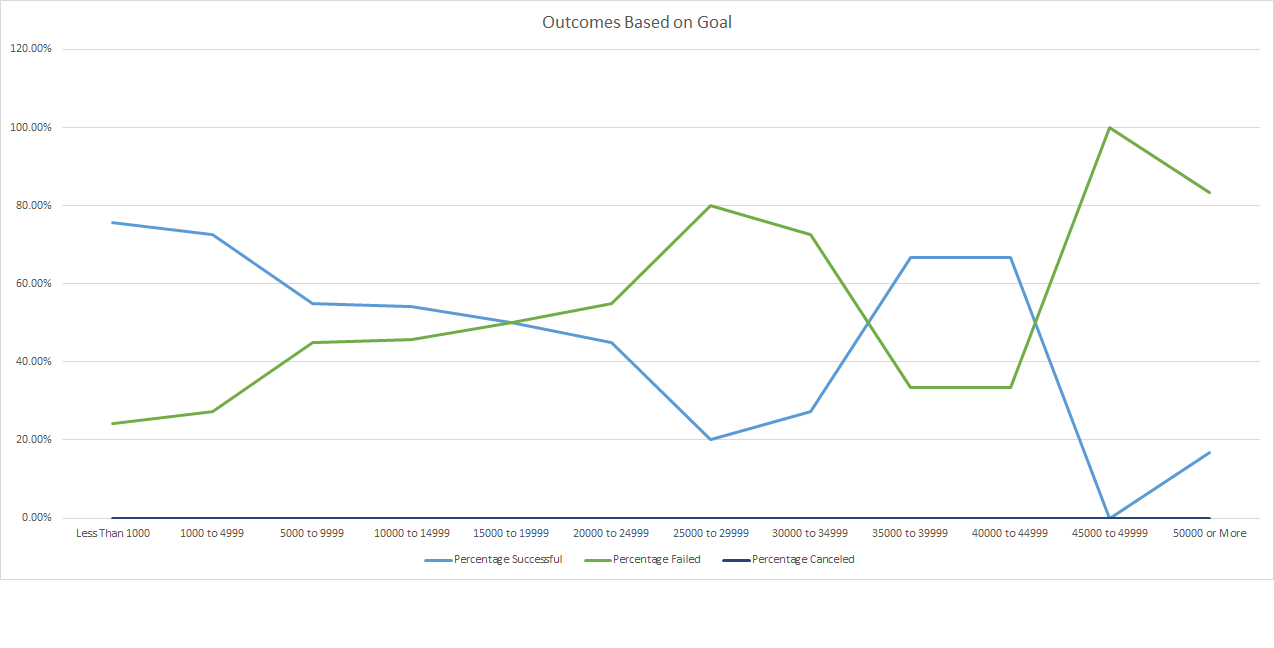 Outcomes Based on Goal
120.00%
100.00%
80.00%
60.00%
40.00%
20.00%
0.00%
Less Than 1000 1000 to 4999 5000 to 9999 10000 to 14999 15000 to 19999 20000 to 24999 25000 to 29999 30000 to 34999 35000 to 39999 40000 to 44999 45000 to 49999 50000 or More
Percentage Successful Percentage Failed Percentage Canceled